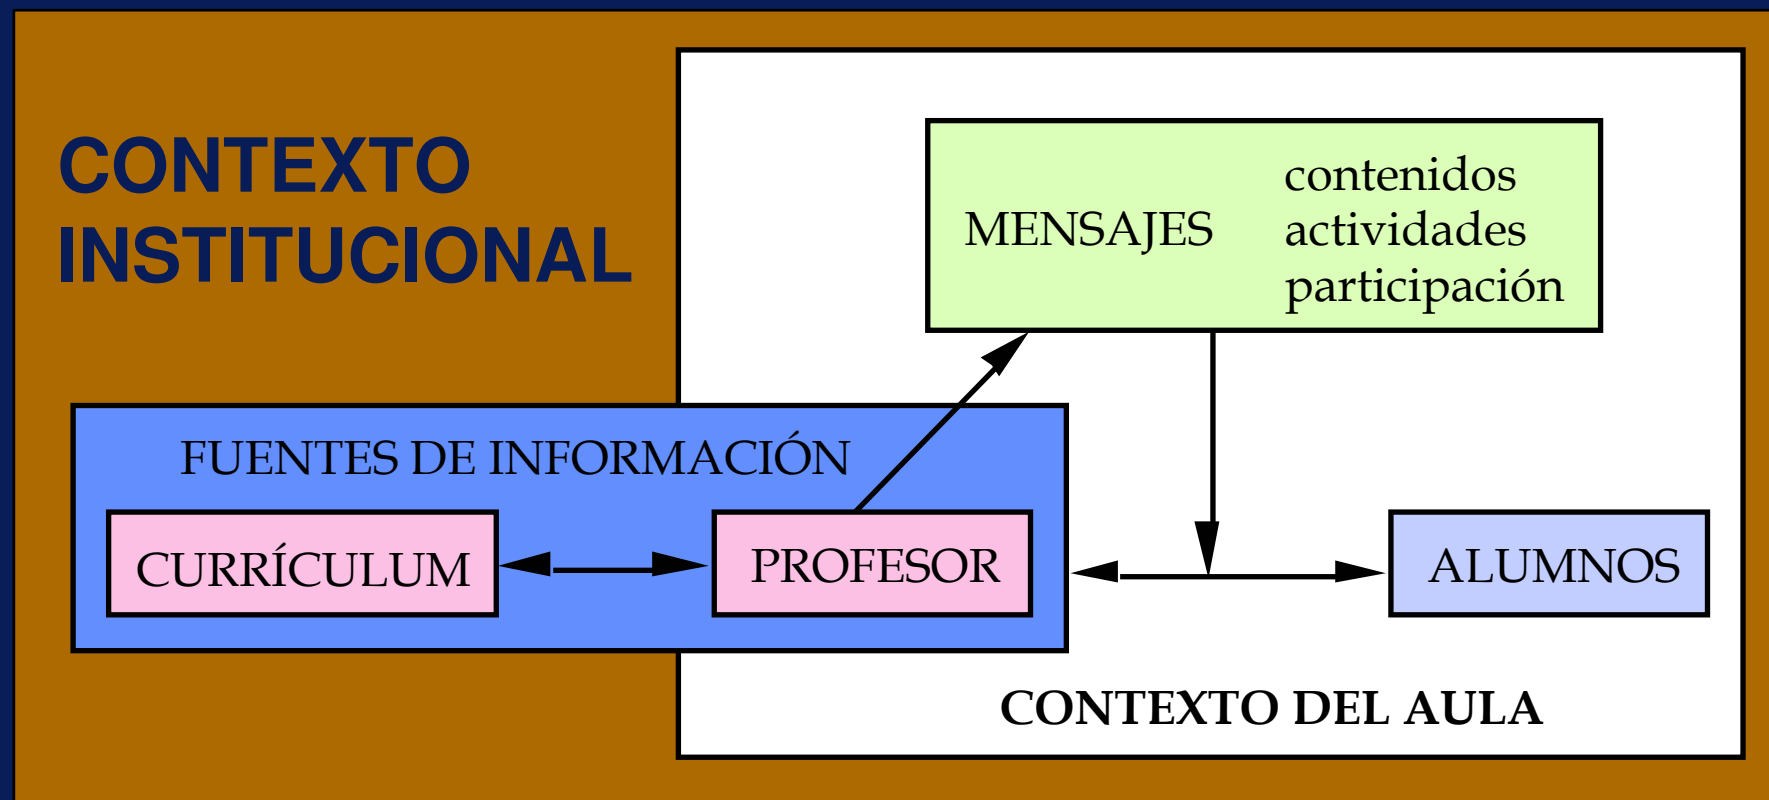 CONTEXTO
INSTITUCIONAL
MENSAJES
contenidos
actividades
participación
FUENTES DE INFORMACIÓN
CURRÍCULUM
PROFESOR
ALUMNOS
CONTEXTO DEL AULA